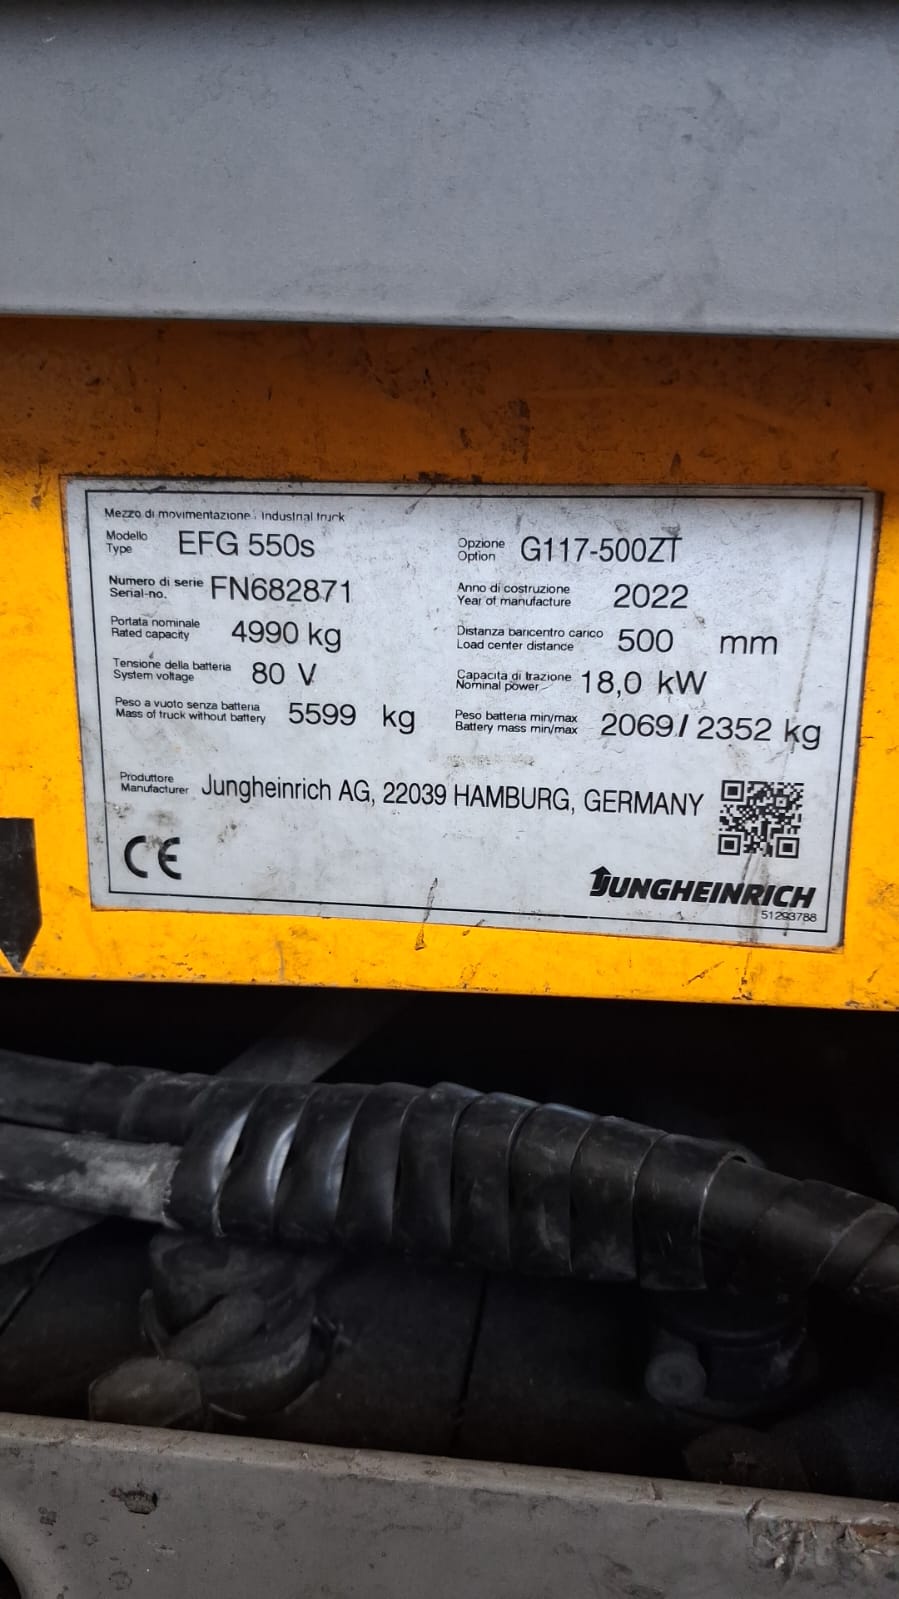 Mezzo di movimentazione / Industrial truck
Modello
Type
EFG 550s
Opzione
Option
G117-500ZT
Numero di serie
Serial-no.
FN682871
Anno di costruzione
Year of manufacture
2022
Portata nominale
Rated capacity
4990 kg
Distanza baricentro carico
Load center distance
500 mm
Tensione della batteria
System voltage
80 V
Capacità di trazione
Nominal power
18,0 kW
Peso a vuoto senza batteria
Mass of truck without battery
5599 kg
Peso batteria min/max
Battery mass min/max
2069 / 2352 kg
Produttore
Manufacturer
Jungheinrich AG, 22039 HAMBURG, GERMANY
CE
JUNGHEINRICH
51293788